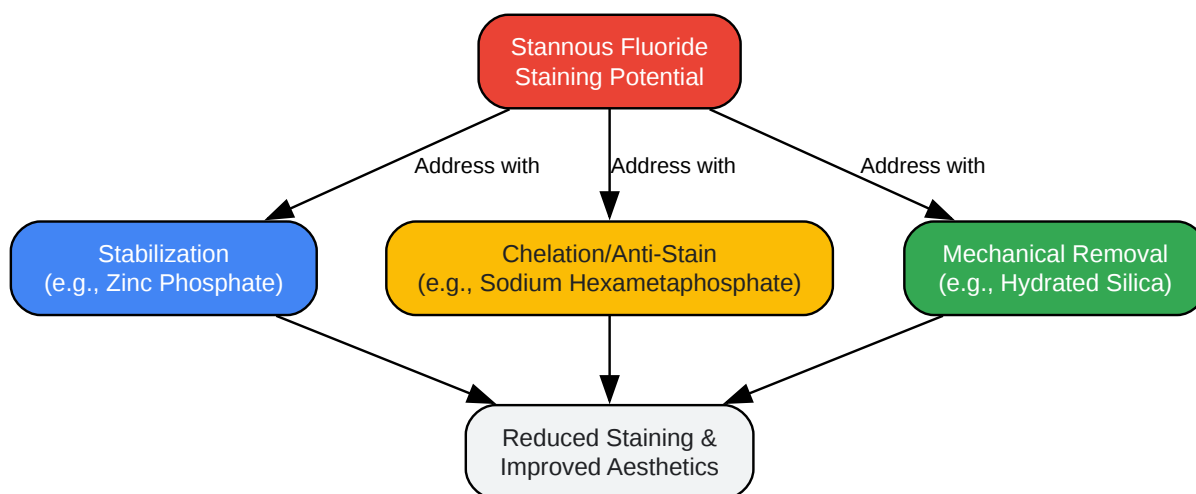 Stannous Fluoride
Staining Potential
Address with
Address with
Address with
Stabilization
(e.g., Zinc Phosphate)
Chelation/Anti-Stain
(e.g., Sodium Hexametaphosphate)
Mechanical Removal
(e.g., Hydrated Silica)
Reduced Staining &
Improved Aesthetics